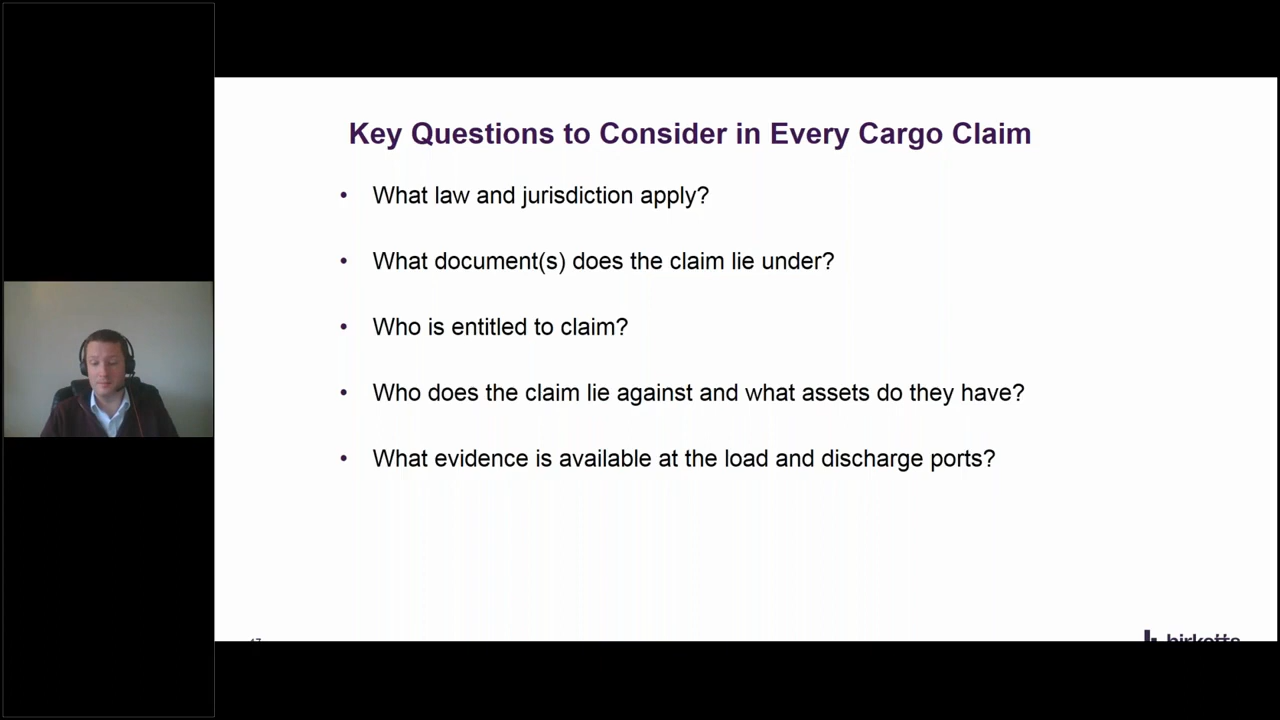 Key Questions to Consider in Every Cargo Claim
• What law and jurisdiction apply?
• What document(s) does the claim lie under?
• Who is entitled to claim?
• Who does the claim lie against and what assets do they have?
• What evidence is available at the load and discharge ports?
birketts